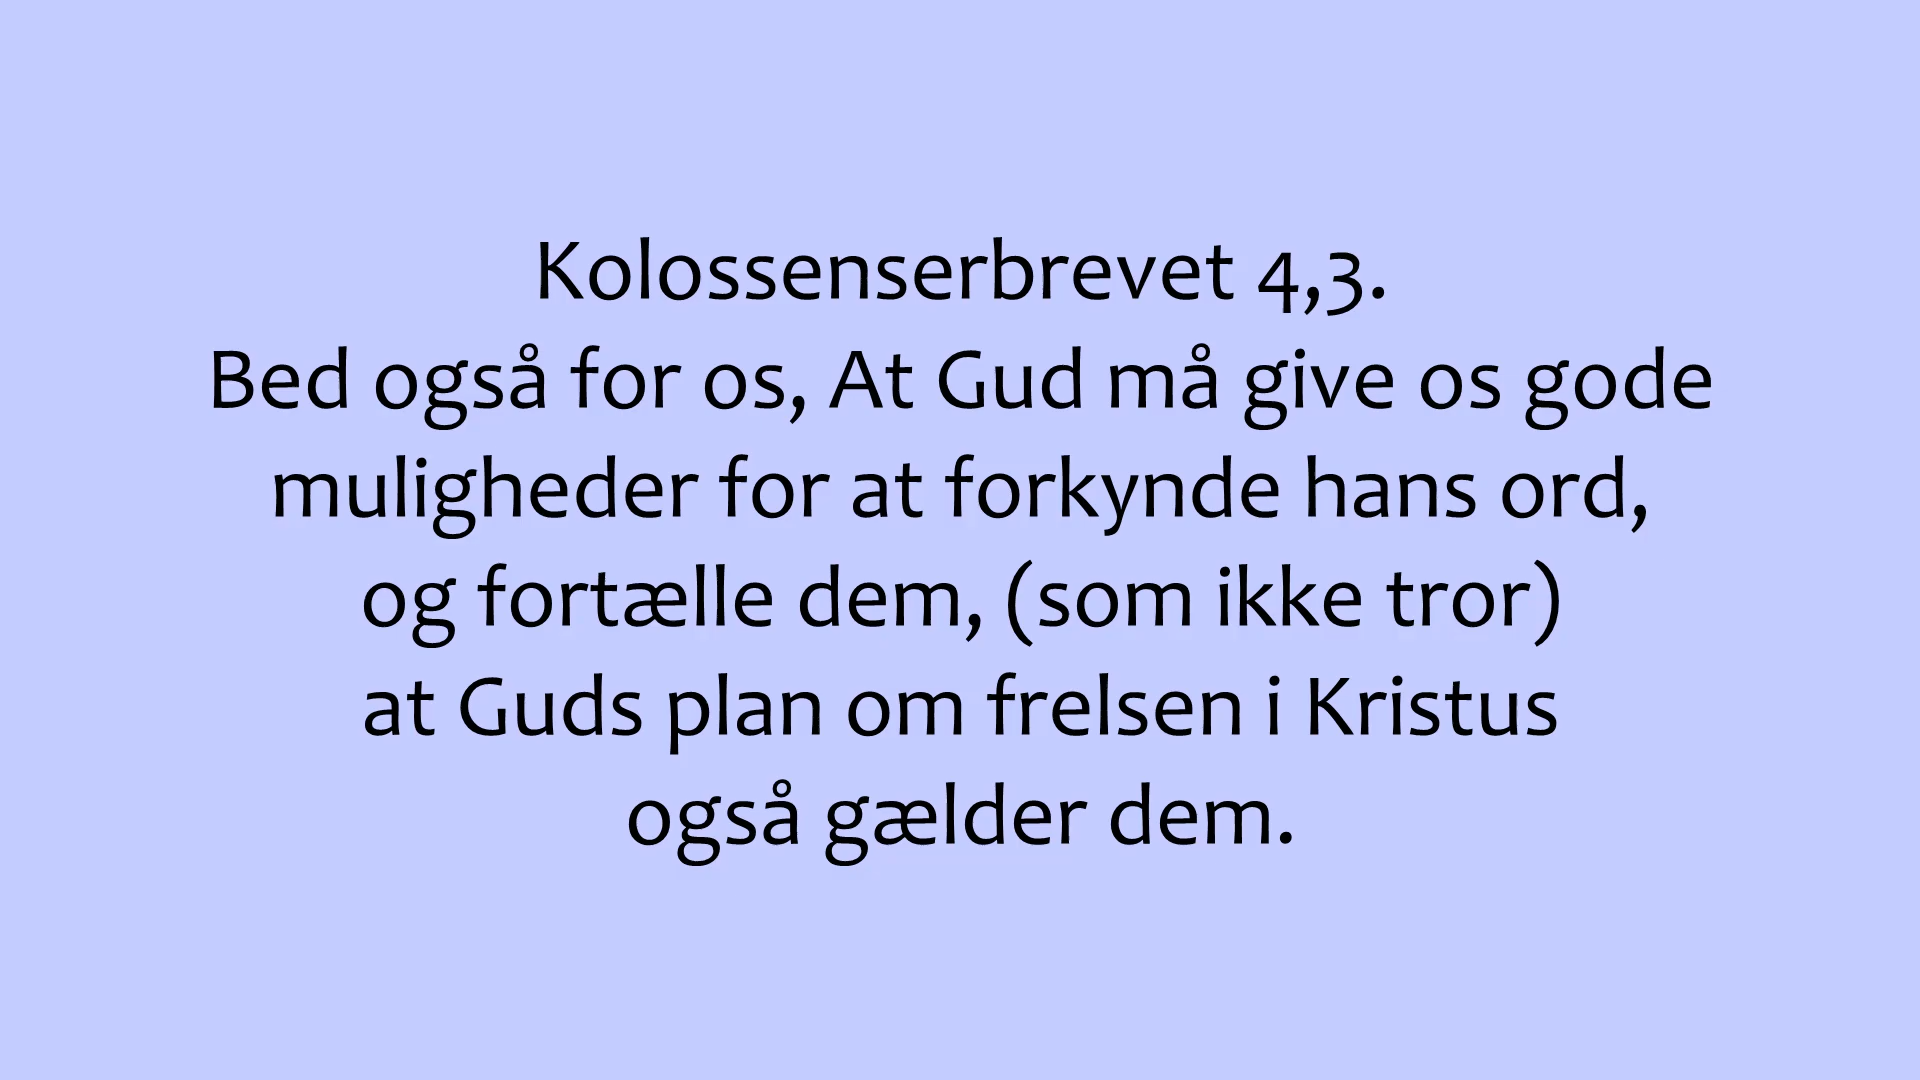 Kolossenserbrevet 4,3.
Bed også for os, At Gud må give os gode
muligheder for at forkynde hans ord,
og fortælle dem, (som ikke tror)
at Guds plan om frelsen i Kristus
også gælder dem.